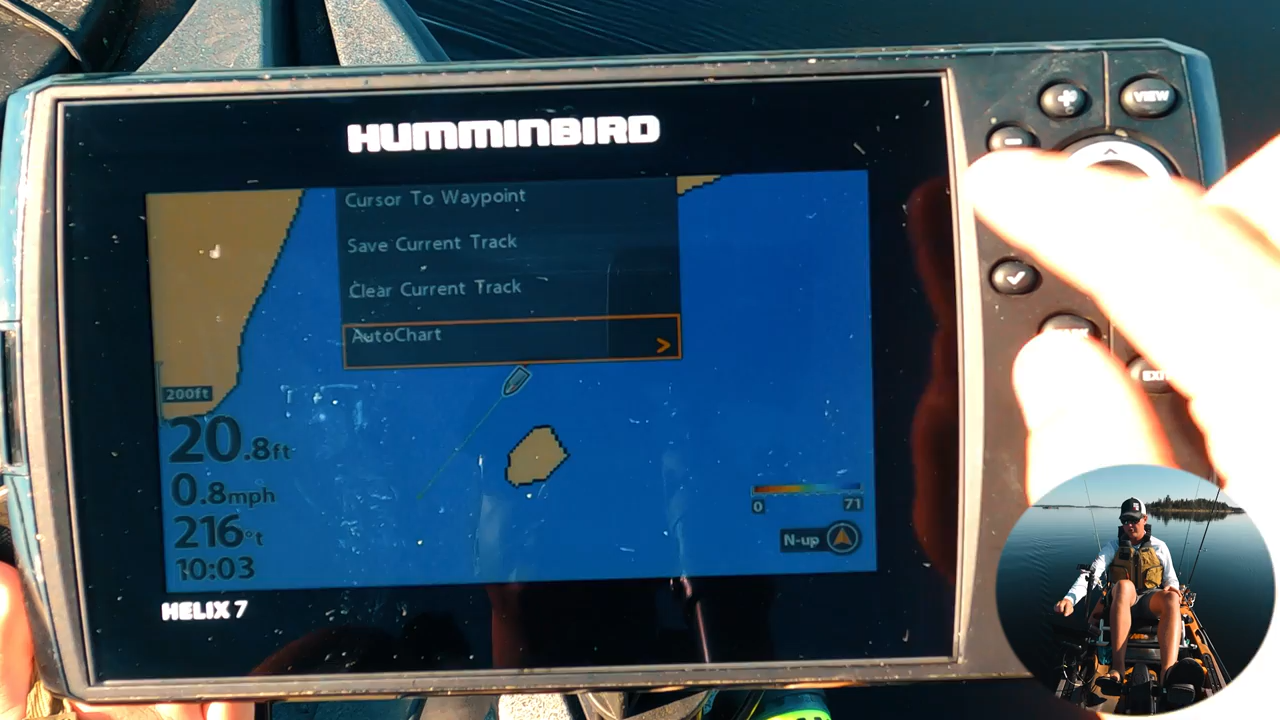 HUMMINBIRD
VIEW
Cursor To Waypoint
Save Current Track
Clear Current Track
AutoChart >
200ft
20.8ft
0.8mph
216°t
10:03
0 71
N-up
HELIX 7